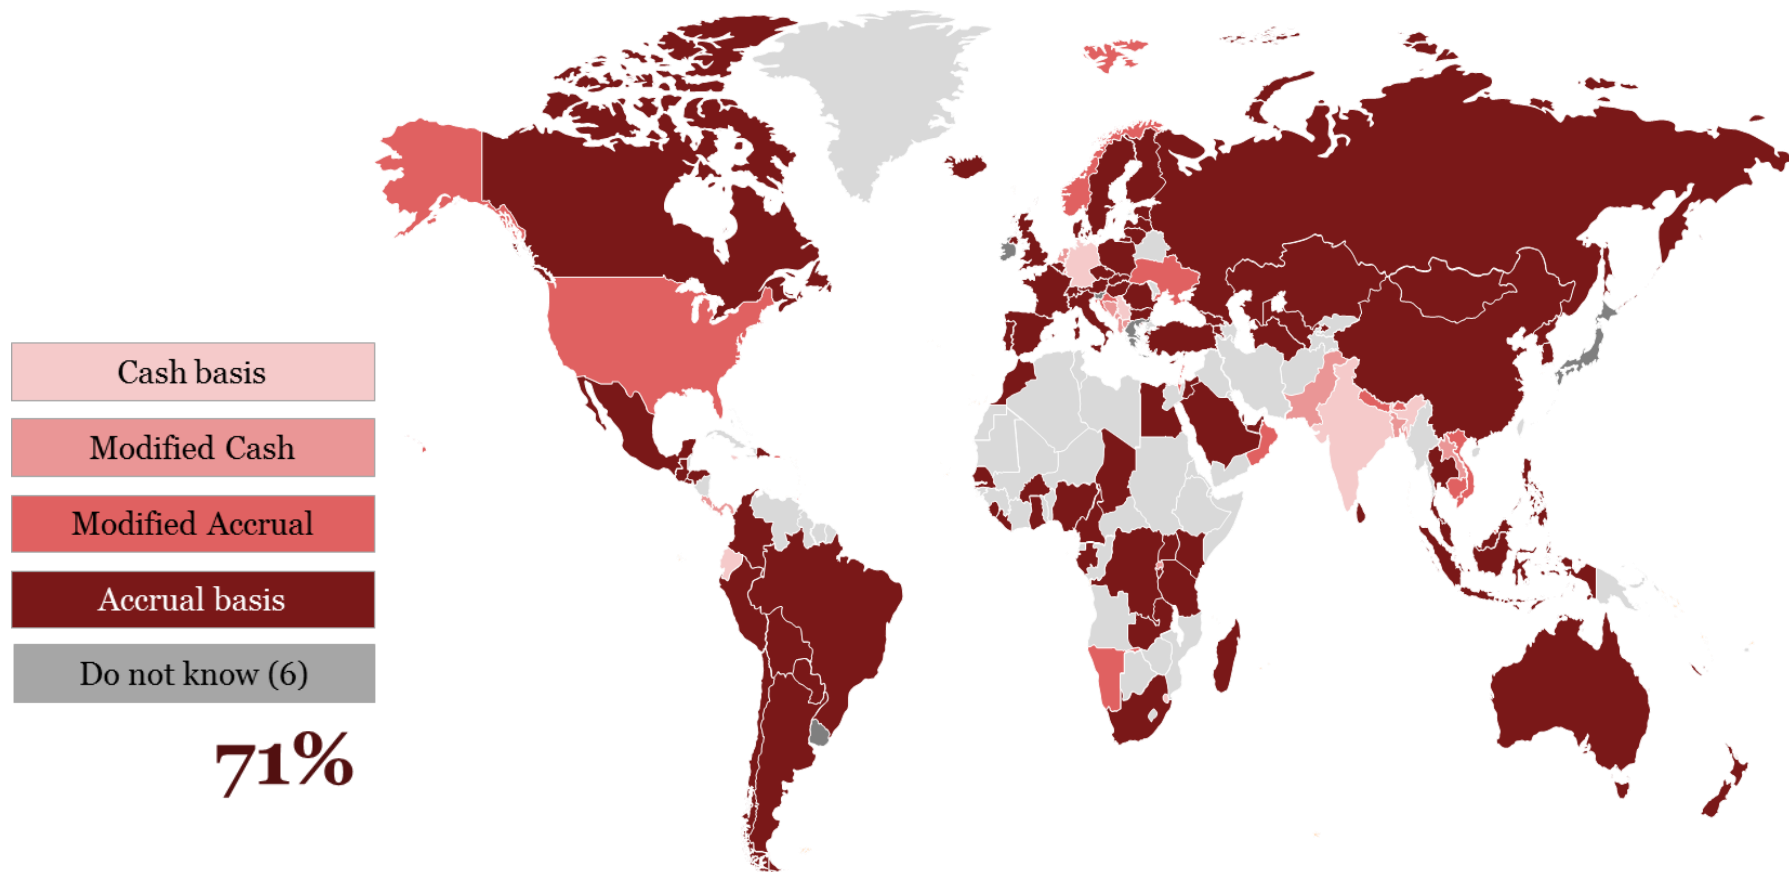 Cash basis
Modified Cash
Modified Accrual
Accrual basis
Do not know (6)
71%